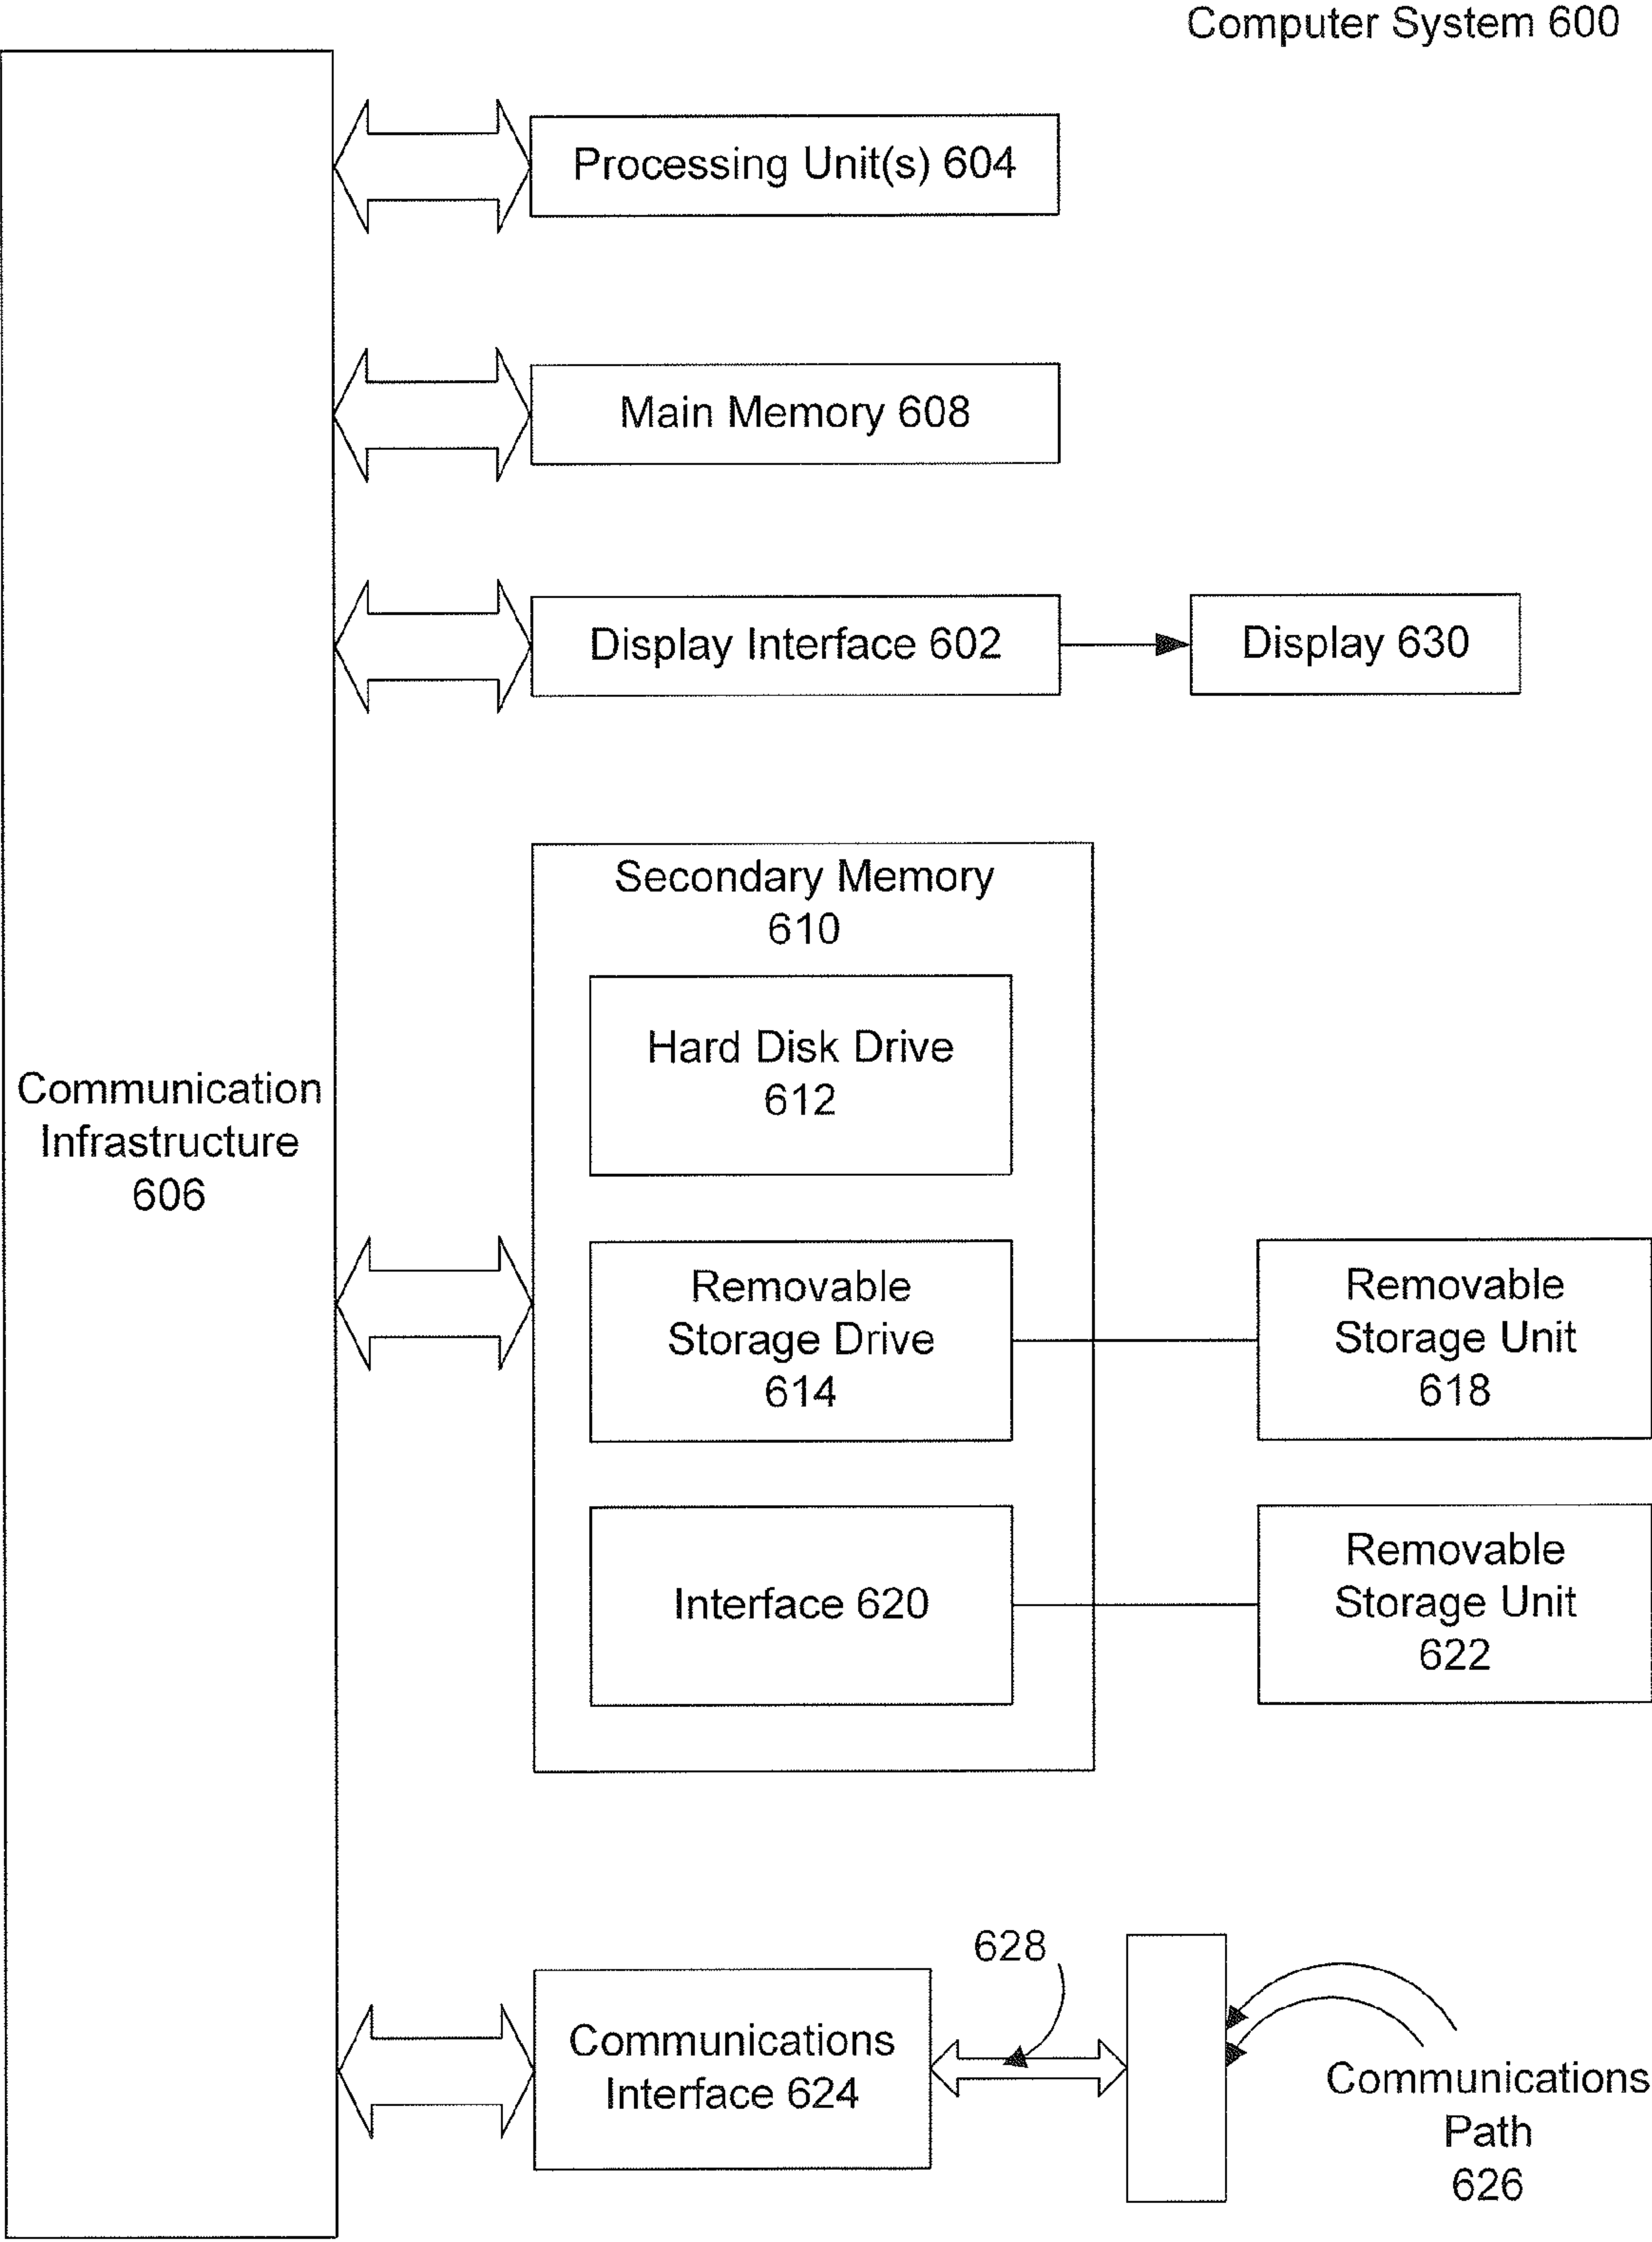 Computer System 600
Processing Unit(s) 604
Main Memory 608
Display Interface 602
Display 630
Secondary Memory
610
Hard Disk Drive
612
Communication
Infrastructure
606
Removable
Storage Drive
614
Removable
Storage Unit
618
Interface 620
Removable
Storage Unit
622
628
Communications
Interface 624
Communications
Path
626